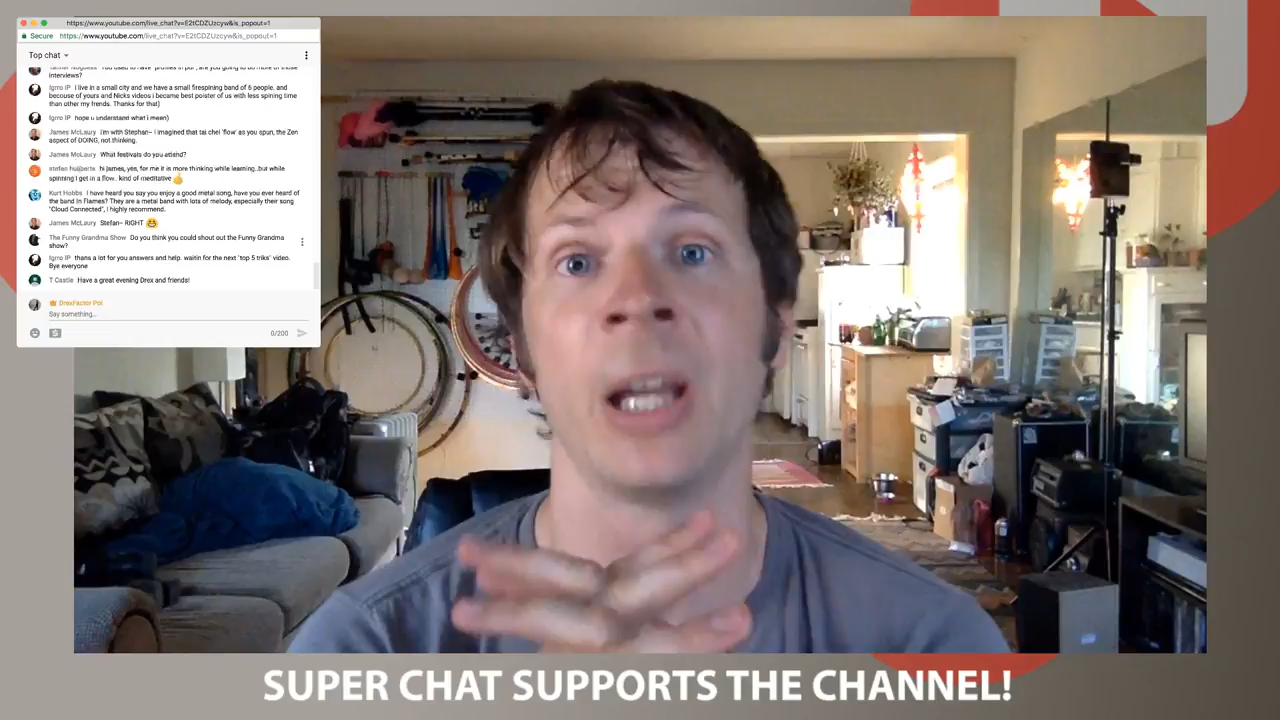 https://www.youtube.com/live_chat?v=E2tCDZUzcyw&is_popout=1
Secure https://www.youtube.com/live_chat?v=E2tCDZUzcyw&is_popout=1
Top chat
interviews?
Igrro IP I live in a small city and we have a small firespining band of 6 people. and
becouse of yours and Nicks videos i became best poister of us with less spining time
than other my frends. Thanks for that)
Igrro IP hope u understand what i mean)
James McLaury I'm with Stephan-- I imagined that tai chei 'flow' as you spun, the Zen
aspect of DOING, not thinking.
James McLaury What festivals do you attend?
stefan huijberts hi james, yes, for me it is more thinking while learning..but while
spinning I get in a flow.. kind of meditative
Kurt Hobbs I have heard you say you enjoy a good metal song, have you ever heard of
the band In Flames? They are a metal band with lots of melody, especially their song
"Cloud Connected", I highly recommend.
James McLaury Stefan-- RIGHT
The Funny Grandma Show Do you think you could shout out the Funny Grandma
show?
Igrro IP thans a lot for you answers and help. waitin for the next 'top 5 triks' video.
Bye everyone
T Castle Have a great evening Drex and friends!
DrexFactor Poi
Say something...
0/200
SUPER CHAT SUPPORTS THE CHANNEL!